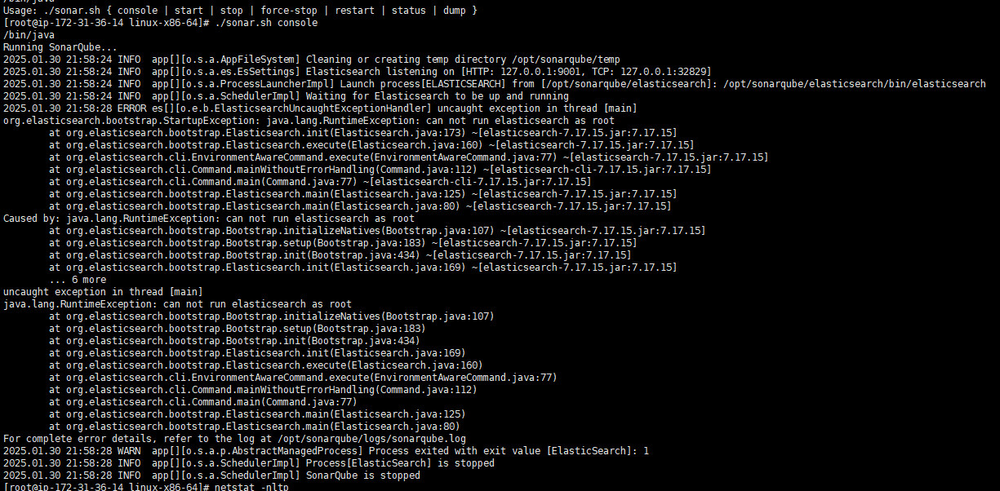 /bin/java
Usage: ./sonar.sh { console | start | stop | force-stop | restart | status | dump }
[root@ip-172-31-36-14 linux-x86-64]# ./sonar.sh console
/bin/java
Running SonarQube...
2025.01.30 21:58:24 INFO  app[][o.s.a.AppFileSystem] Cleaning or creating temp directory /opt/sonarqube/temp
2025.01.30 21:58:24 INFO  app[][o.s.a.es.EsSettings] Elasticsearch listening on [HTTP: 127.0.0.1:9001, TCP: 127.0.0.1:32829]
2025.01.30 21:58:24 INFO  app[][o.s.a.ProcessLauncherImpl] Launch process[ELASTICSEARCH] from [/opt/sonarqube/elasticsearch]: /opt/sonarqube/elasticsearch/bin/elasticsearch
2025.01.30 21:58:24 INFO  app[][o.s.a.SchedulerImpl] Waiting for Elasticsearch to be up and running
2025.01.30 21:58:28 ERROR es[][o.e.b.ElasticsearchUncaughtExceptionHandler] uncaught exception in thread [main]
org.elasticsearch.bootstrap.StartupException: java.lang.RuntimeException: can not run elasticsearch as root
        at org.elasticsearch.bootstrap.Elasticsearch.init(Elasticsearch.java:173) ~[elasticsearch-7.17.15.jar:7.17.15]
        at org.elasticsearch.bootstrap.Elasticsearch.execute(Elasticsearch.java:160) ~[elasticsearch-7.17.15.jar:7.17.15]
        at org.elasticsearch.cli.EnvironmentAwareCommand.execute(EnvironmentAwareCommand.java:77) ~[elasticsearch-7.17.15.jar:7.17.15]
        at org.elasticsearch.cli.Command.mainWithoutErrorHandling(Command.java:112) ~[elasticsearch-cli-7.17.15.jar:7.17.15]
        at org.elasticsearch.cli.Command.main(Command.java:77) ~[elasticsearch-cli-7.17.15.jar:7.17.15]
        at org.elasticsearch.bootstrap.Elasticsearch.main(Elasticsearch.java:125) ~[elasticsearch-7.17.15.jar:7.17.15]
        at org.elasticsearch.bootstrap.Elasticsearch.main(Elasticsearch.java:80) ~[elasticsearch-7.17.15.jar:7.17.15]
Caused by: java.lang.RuntimeException: can not run elasticsearch as root
        at org.elasticsearch.bootstrap.Bootstrap.initializeNatives(Bootstrap.java:107) ~[elasticsearch-7.17.15.jar:7.17.15]
        at org.elasticsearch.bootstrap.Bootstrap.setup(Bootstrap.java:183) ~[elasticsearch-7.17.15.jar:7.17.15]
        at org.elasticsearch.bootstrap.Bootstrap.init(Bootstrap.java:434) ~[elasticsearch-7.17.15.jar:7.17.15]
        at org.elasticsearch.bootstrap.Elasticsearch.init(Elasticsearch.java:169) ~[elasticsearch-7.17.15.jar:7.17.15]
        ... 6 more
uncaught exception in thread [main]
java.lang.RuntimeException: can not run elasticsearch as root
        at org.elasticsearch.bootstrap.Bootstrap.initializeNatives(Bootstrap.java:107)
        at org.elasticsearch.bootstrap.Bootstrap.setup(Bootstrap.java:183)
        at org.elasticsearch.bootstrap.Bootstrap.init(Bootstrap.java:434)
        at org.elasticsearch.bootstrap.Elasticsearch.init(Elasticsearch.java:169)
        at org.elasticsearch.bootstrap.Elasticsearch.execute(Elasticsearch.java:160)
        at org.elasticsearch.cli.EnvironmentAwareCommand.execute(EnvironmentAwareCommand.java:77)
        at org.elasticsearch.cli.Command.mainWithoutErrorHandling(Command.java:112)
        at org.elasticsearch.cli.Command.main(Command.java:77)
        at org.elasticsearch.bootstrap.Elasticsearch.main(Elasticsearch.java:125)
        at org.elasticsearch.bootstrap.Elasticsearch.main(Elasticsearch.java:80)
For complete error details, refer to the log at /opt/sonarqube/logs/sonarqube.log
2025.01.30 21:58:28 WARN  app[][o.s.a.p.AbstractManagedProcess] Process exited with exit value [ElasticSearch]: 1
2025.01.30 21:58:28 INFO  app[][o.s.a.SchedulerImpl] Process[ElasticSearch] is stopped
2025.01.30 21:58:28 INFO  app[][o.s.a.SchedulerImpl] SonarQube is stopped
[root@ip-172-31-36-14 linux-x86-64]# netstat -nltp